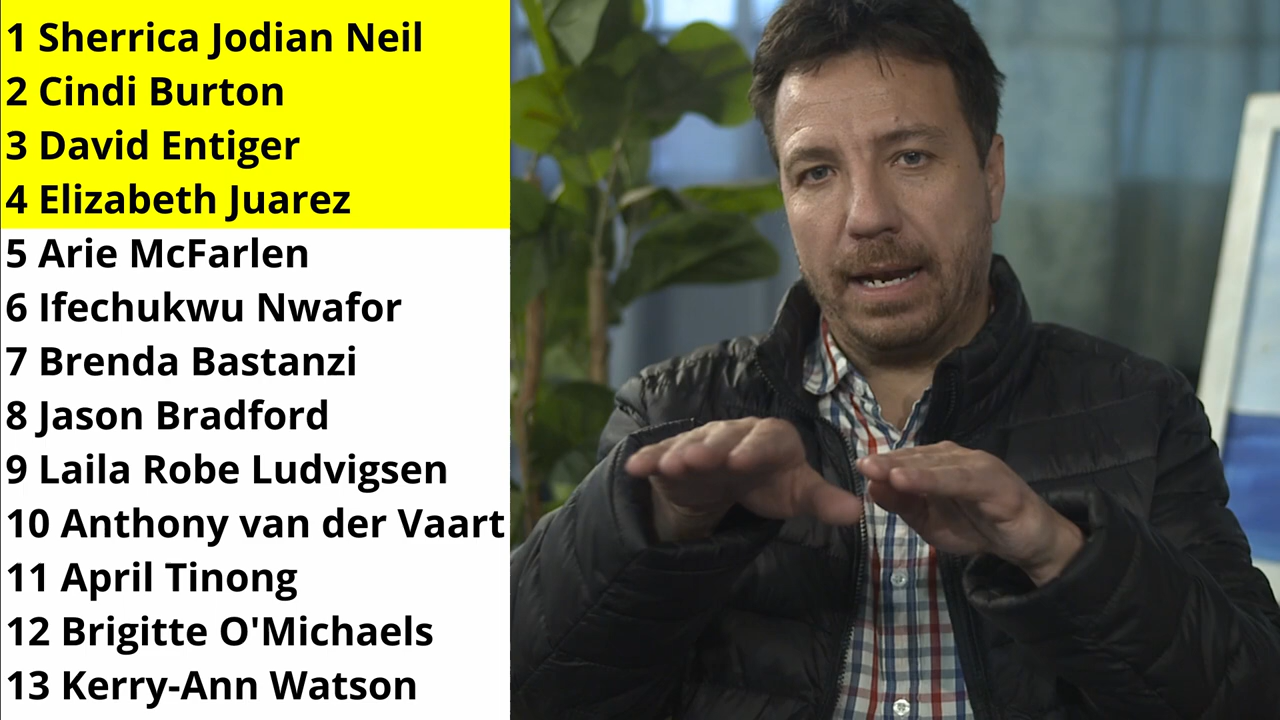 1 Sherrica Jodian Neil
2 Cindi Burton
3 David Entiger
4 Elizabeth Juarez
5 Arie McFarlen
6 Ifechukwu Nwafor
7 Brenda Bastanzi
8 Jason Bradford
9 Laila Robe Ludvigsen
10 Anthony van der Vaart
11 April Tinong
12 Brigitte O'Michaels
13 Kerry-Ann Watson